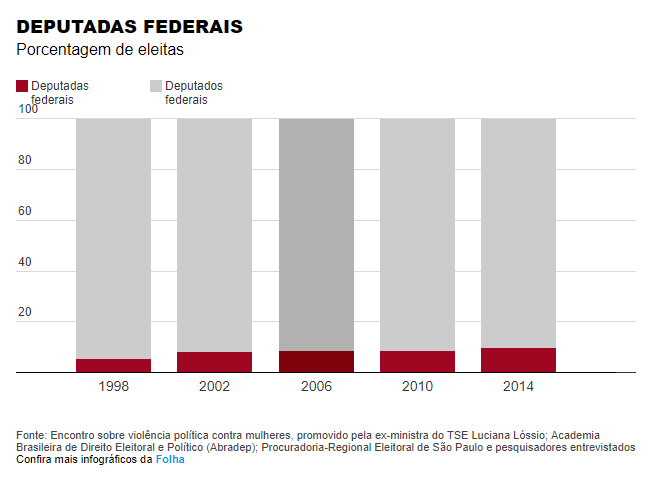 DEPUTADAS FEDERAIS
Porcentagem de eleitas
Deputadas
federais
Deputados
federais
100
80
60
40
20
1998
2002
2006
2010
2014
Fonte: Encontro sobre violência política contra mulheres, promovido pela ex-ministra do TSE Luciana Lóssio; Academia
Brasileira de Direito Eleitoral e Político (Abradep); Procuradoria-Regional Eleitoral de São Paulo e pesquisadores entrevistados
Confira mais infográficos da Folha